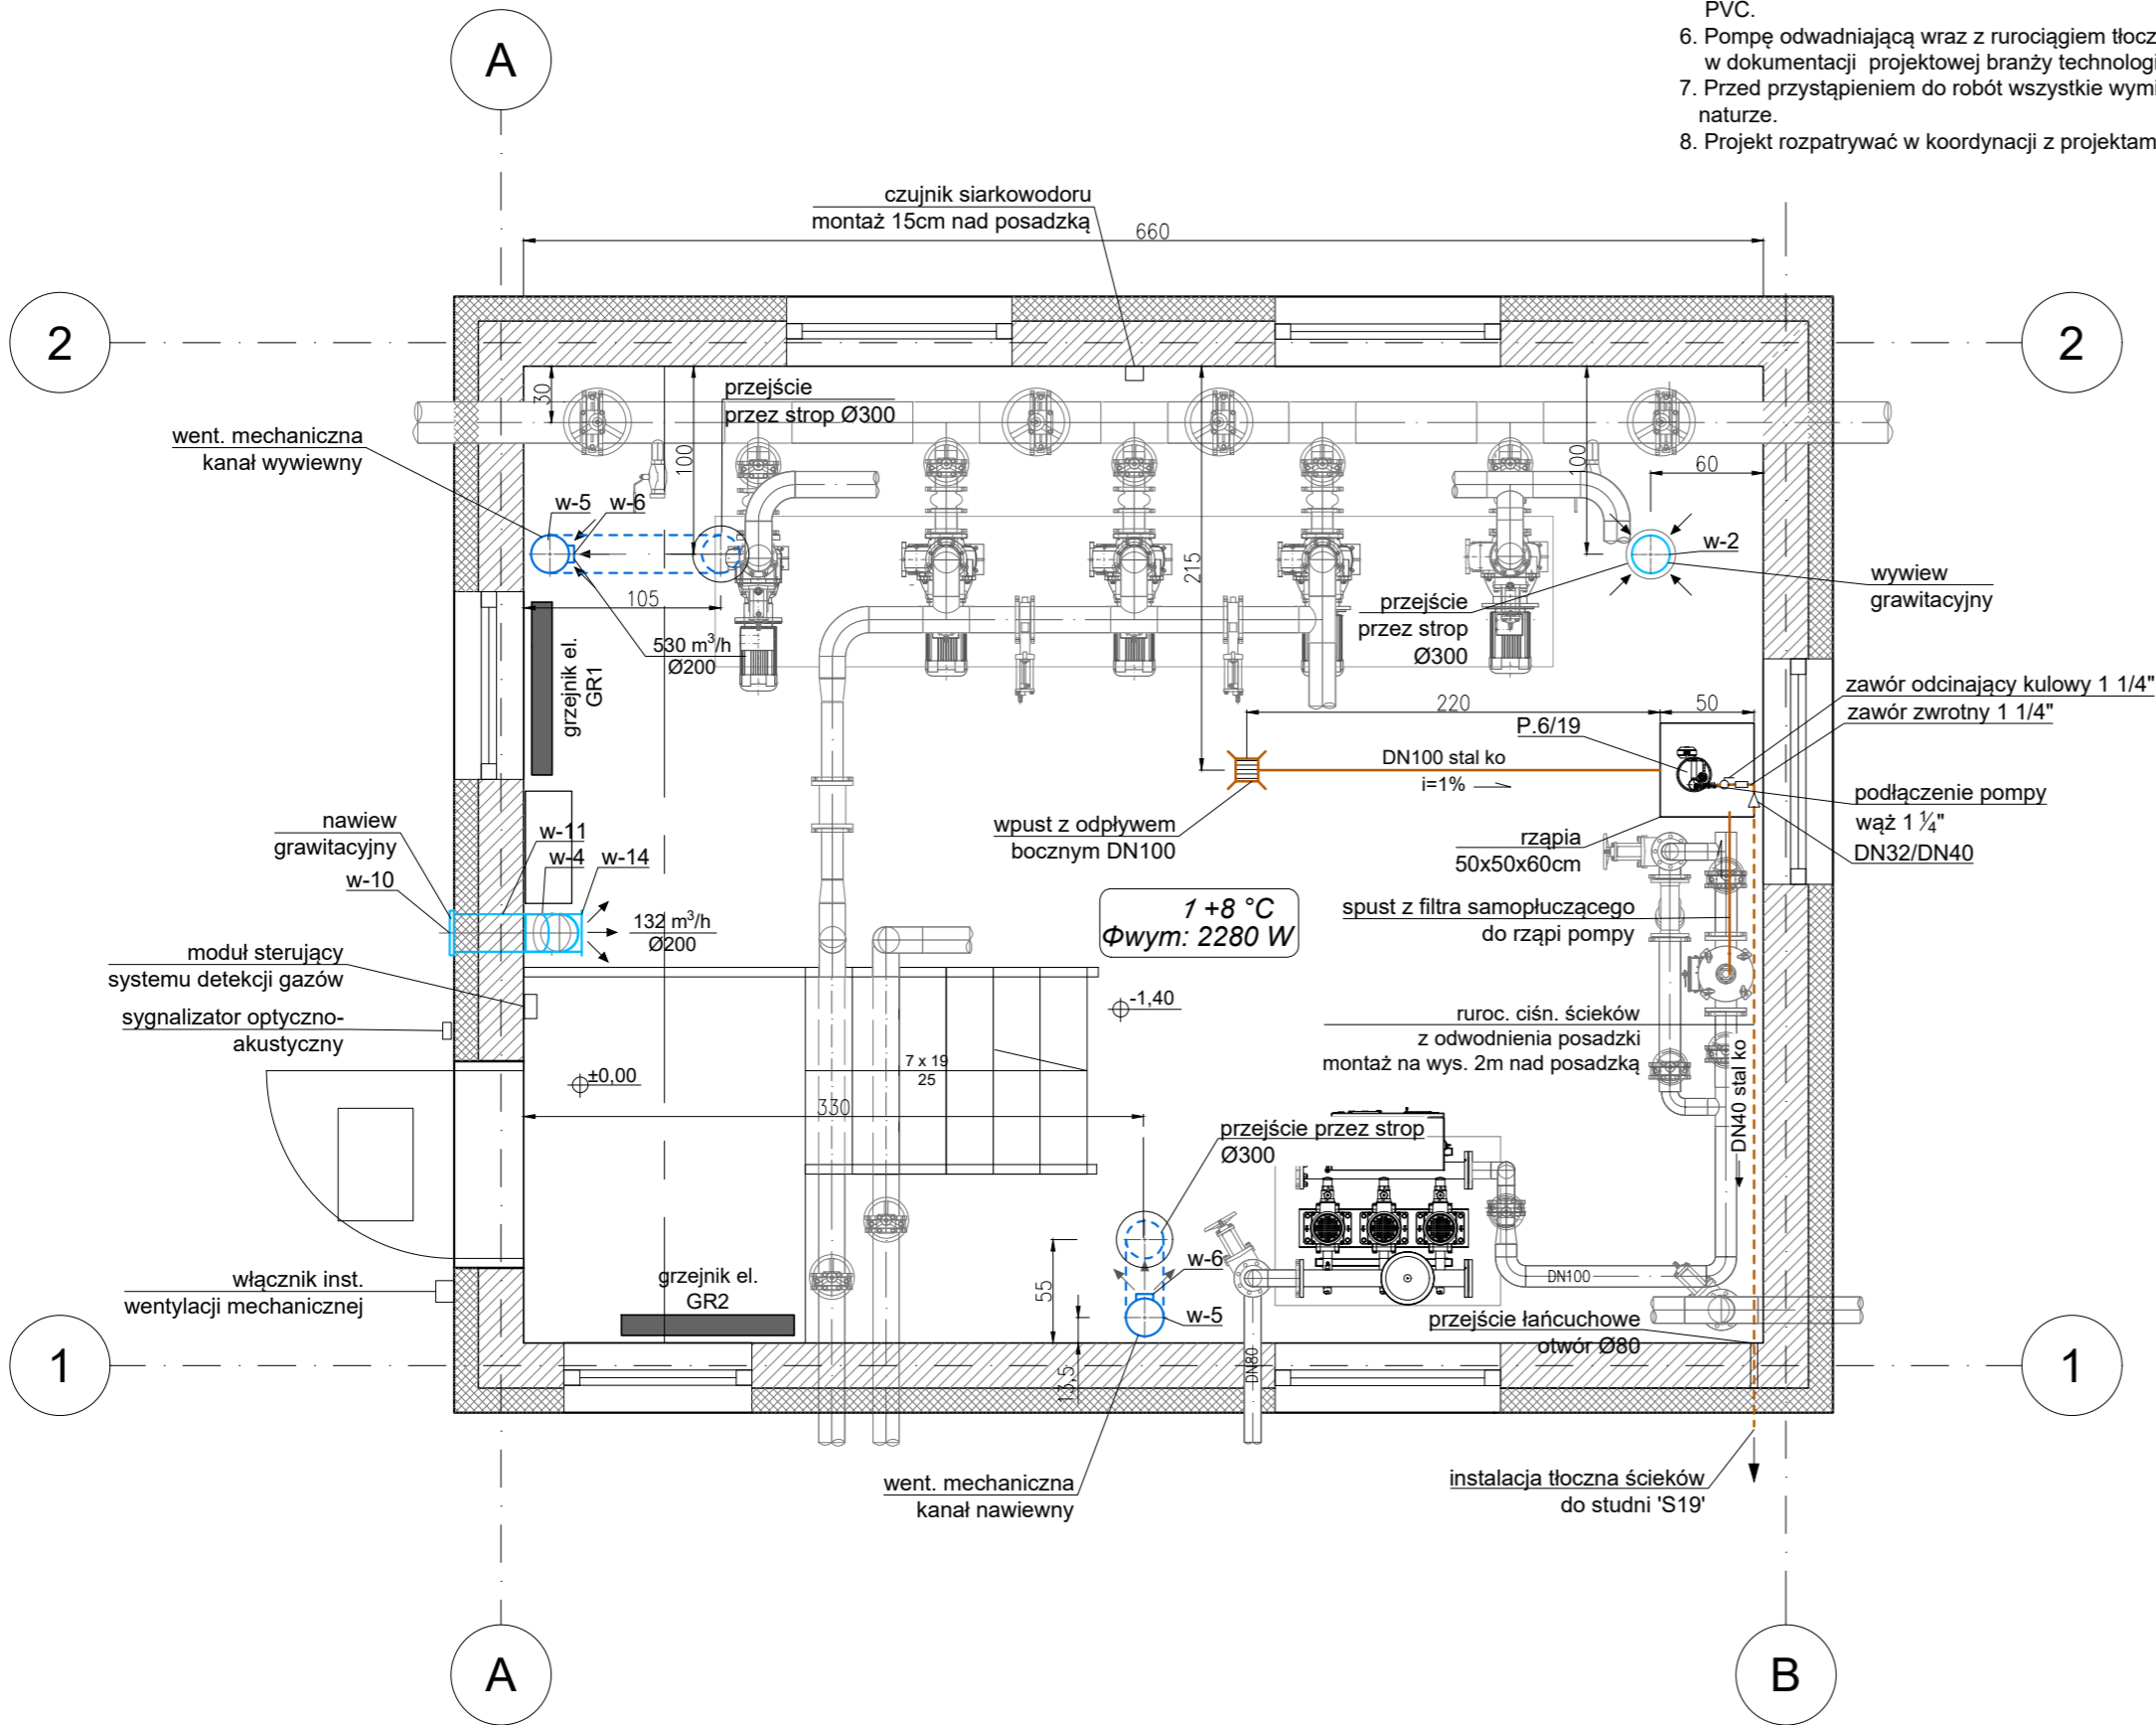 PVC.
6. Pompę odwadniającą wraz z rurociągiem tłocz
w dokumentacji projektowej branży technologi
7. Przed przystąpieniem do robót wszystkie wymi
naturze.
8. Projekt rozpatrywać w koordynacji z projektam
A
czujnik siarkowodoru
montaż 15cm nad posadzką
660
2
2
30
przejście
przez strop Ø300
went. mechaniczna
kanał wywiewny
100
100
60
w-5
w-6
w-2
215
wywiew
grawitacyjny
105
przejście
przez strop
Ø300
530 m³/h
Ø200
grzejnik el.
GR1
zawór odcinający kulowy 1 1/4"
220
50
zawór zwrotny 1 1/4"
P.6/19
DN100 stal ko
i=1%
podłączenie pompy
wąż 1 ¼"
DN32/DN40
nawiew
grawitacyjny
w-11
w-4
w-14
w-10
wpust z odpływem
bocznym DN100
rząpia
50x50x60cm
132 m³/h
Ø200
1 +8 °C
Φwym: 2280 W
spust z filtra samopłuczącego
do rząpi pompy
moduł sterujący
systemu detekcji gazów
-1,40
sygnalizator optyczno-
akustyczny
ruroc. ciśn. ścieków
z odwodnienia posadzki
montaż na wys. 2m nad posadzką
7 x 19
25
±0,00
DN40 stal ko
330
przejście przez strop
Ø300
włącznik inst.
wentylacji mechanicznej
grzejnik el.
GR2
55
w-6
w-5
DN100
13,5
DN80
przejście łańcuchowe
otwór Ø80
1
1
went. mechaniczna
kanał nawiewny
instalacja tłoczna ścieków
do studni 'S19'
A
B